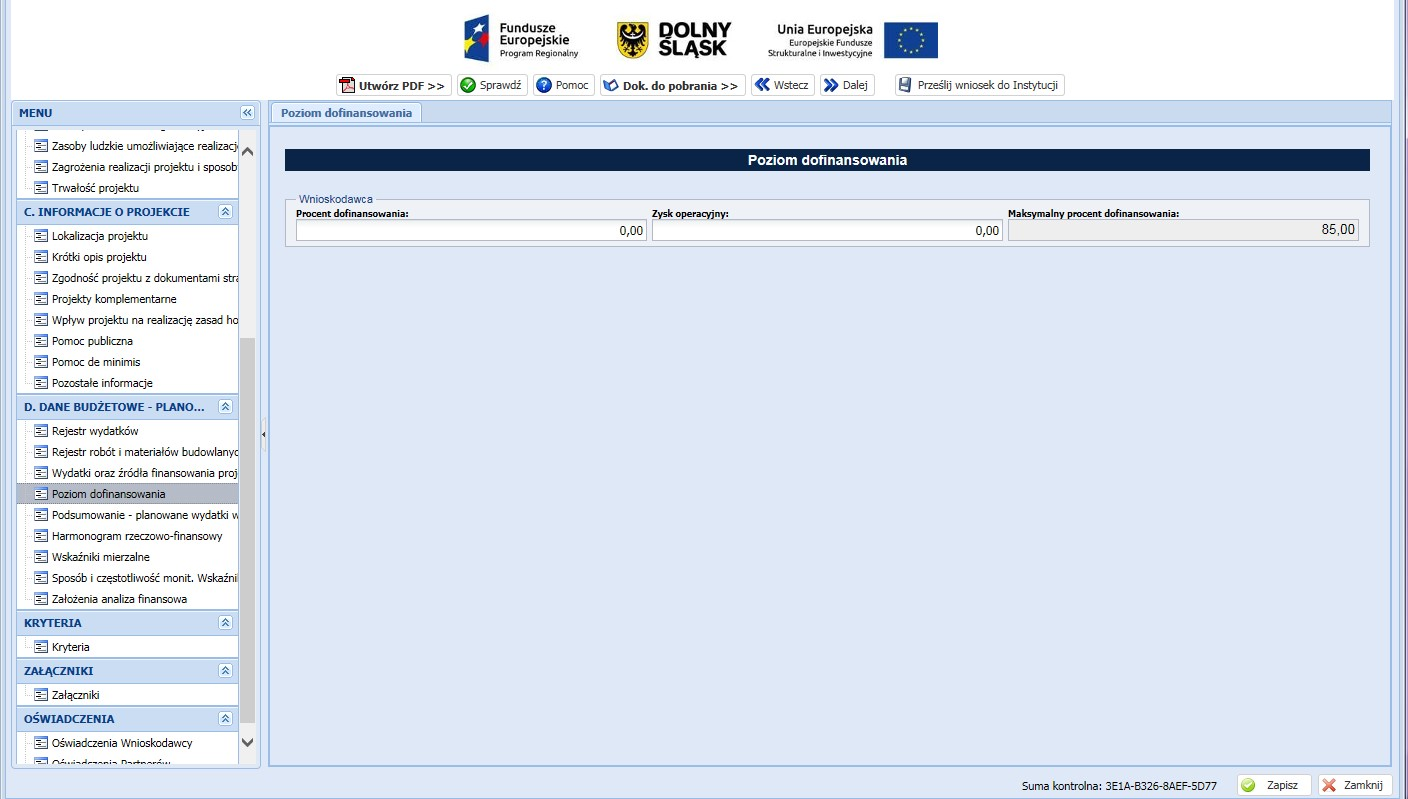 Fundusze
Europejskie
Program Regionalny
DOLNY
ŚLĄSK
Unia Europejska
Europejskie Fundusze
Strukturalne i Inwestycyjne
Utwórz PDF >>
Sprawdź
Pomoc
Dok. do pobrania >>
Wstecz
Dalej
Prześlij wniosek do Instytucji
MENU
Zasoby ludzkie umożliwiające realizacj
Zagrożenia realizacji projektu i sposob
Trwałość projektu
C. INFORMACJE O PROJEKCIE
Lokalizacja projektu
Krótki opis projektu
Zgodność projektu z dokumentami stra
Projekty komplementarne
Wpływ projektu na realizację zasad ho
Pomoc publiczna
Pomoc de minimis
Pozostałe informacje
D. DANE BUDŻETOWE - PLANO...
Rejestr wydatków
Rejestr robót i materiałów budowlanyc
Wydatki oraz źródła finansowania proj
Poziom dofinansowania
Podsumowanie - planowane wydatki w
Harmonogram rzeczowo-finansowy
Wskaźniki mierzalne
Sposób i częstotliwość monit. Wskaźni
Założenia analiza finansowa
KRYTERIA
Kryteria
ZAŁĄCZNIKI
Załączniki
OŚWIADCZENIA
Oświadczenia Wnioskodawcy
Oświadczenia Partnerów
Poziom dofinansowania
Poziom dofinansowania
Wnioskodawca
Procent dofinansowania: Zysk operacyjny: Maksymalny procent dofinansowania:
0,00 0,00 85,00
Suma kontrolna: 3E1A-B326-8AEF-5D77
Zapisz
Zamknij